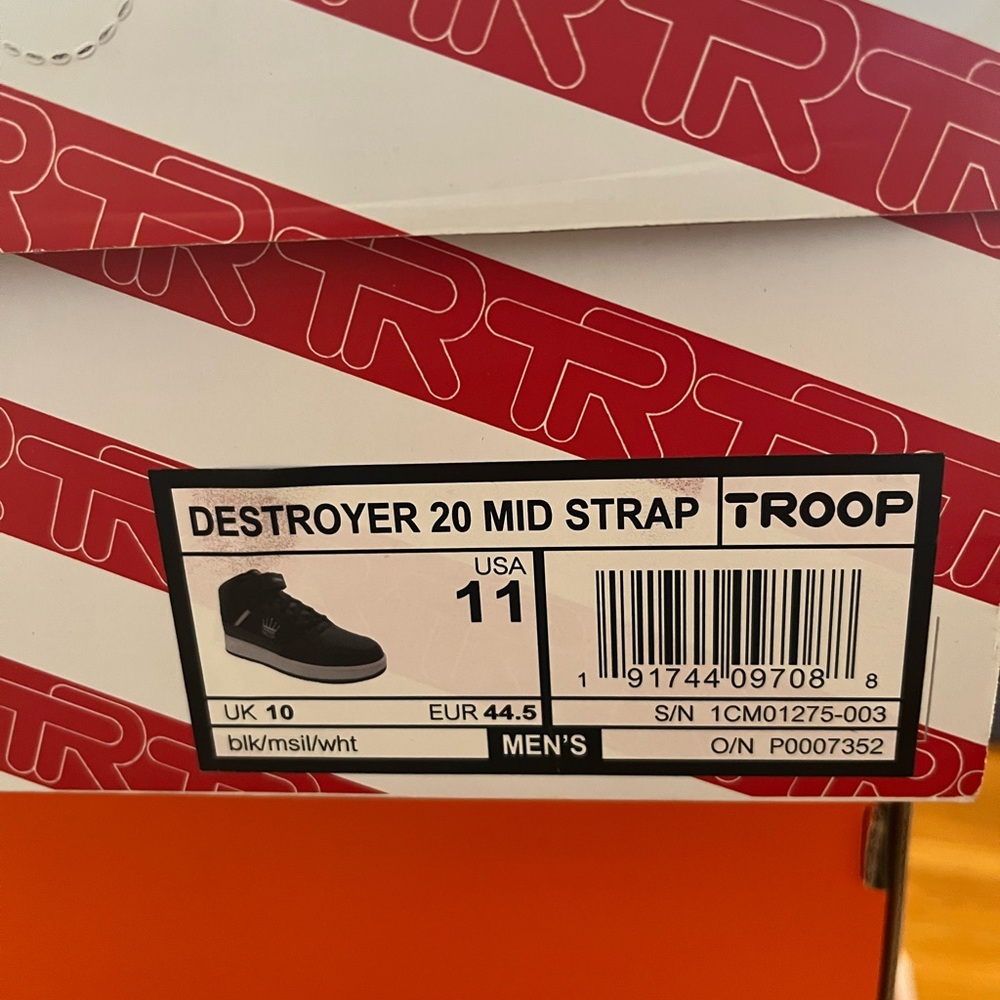 DESTROYER 20 MID STRAP TROOP
USA
11
1 91744 09708 8
UK 10 EUR 44.5 S/N 1CM01275-003
blk/msil/wht MEN'S O/N P0007352